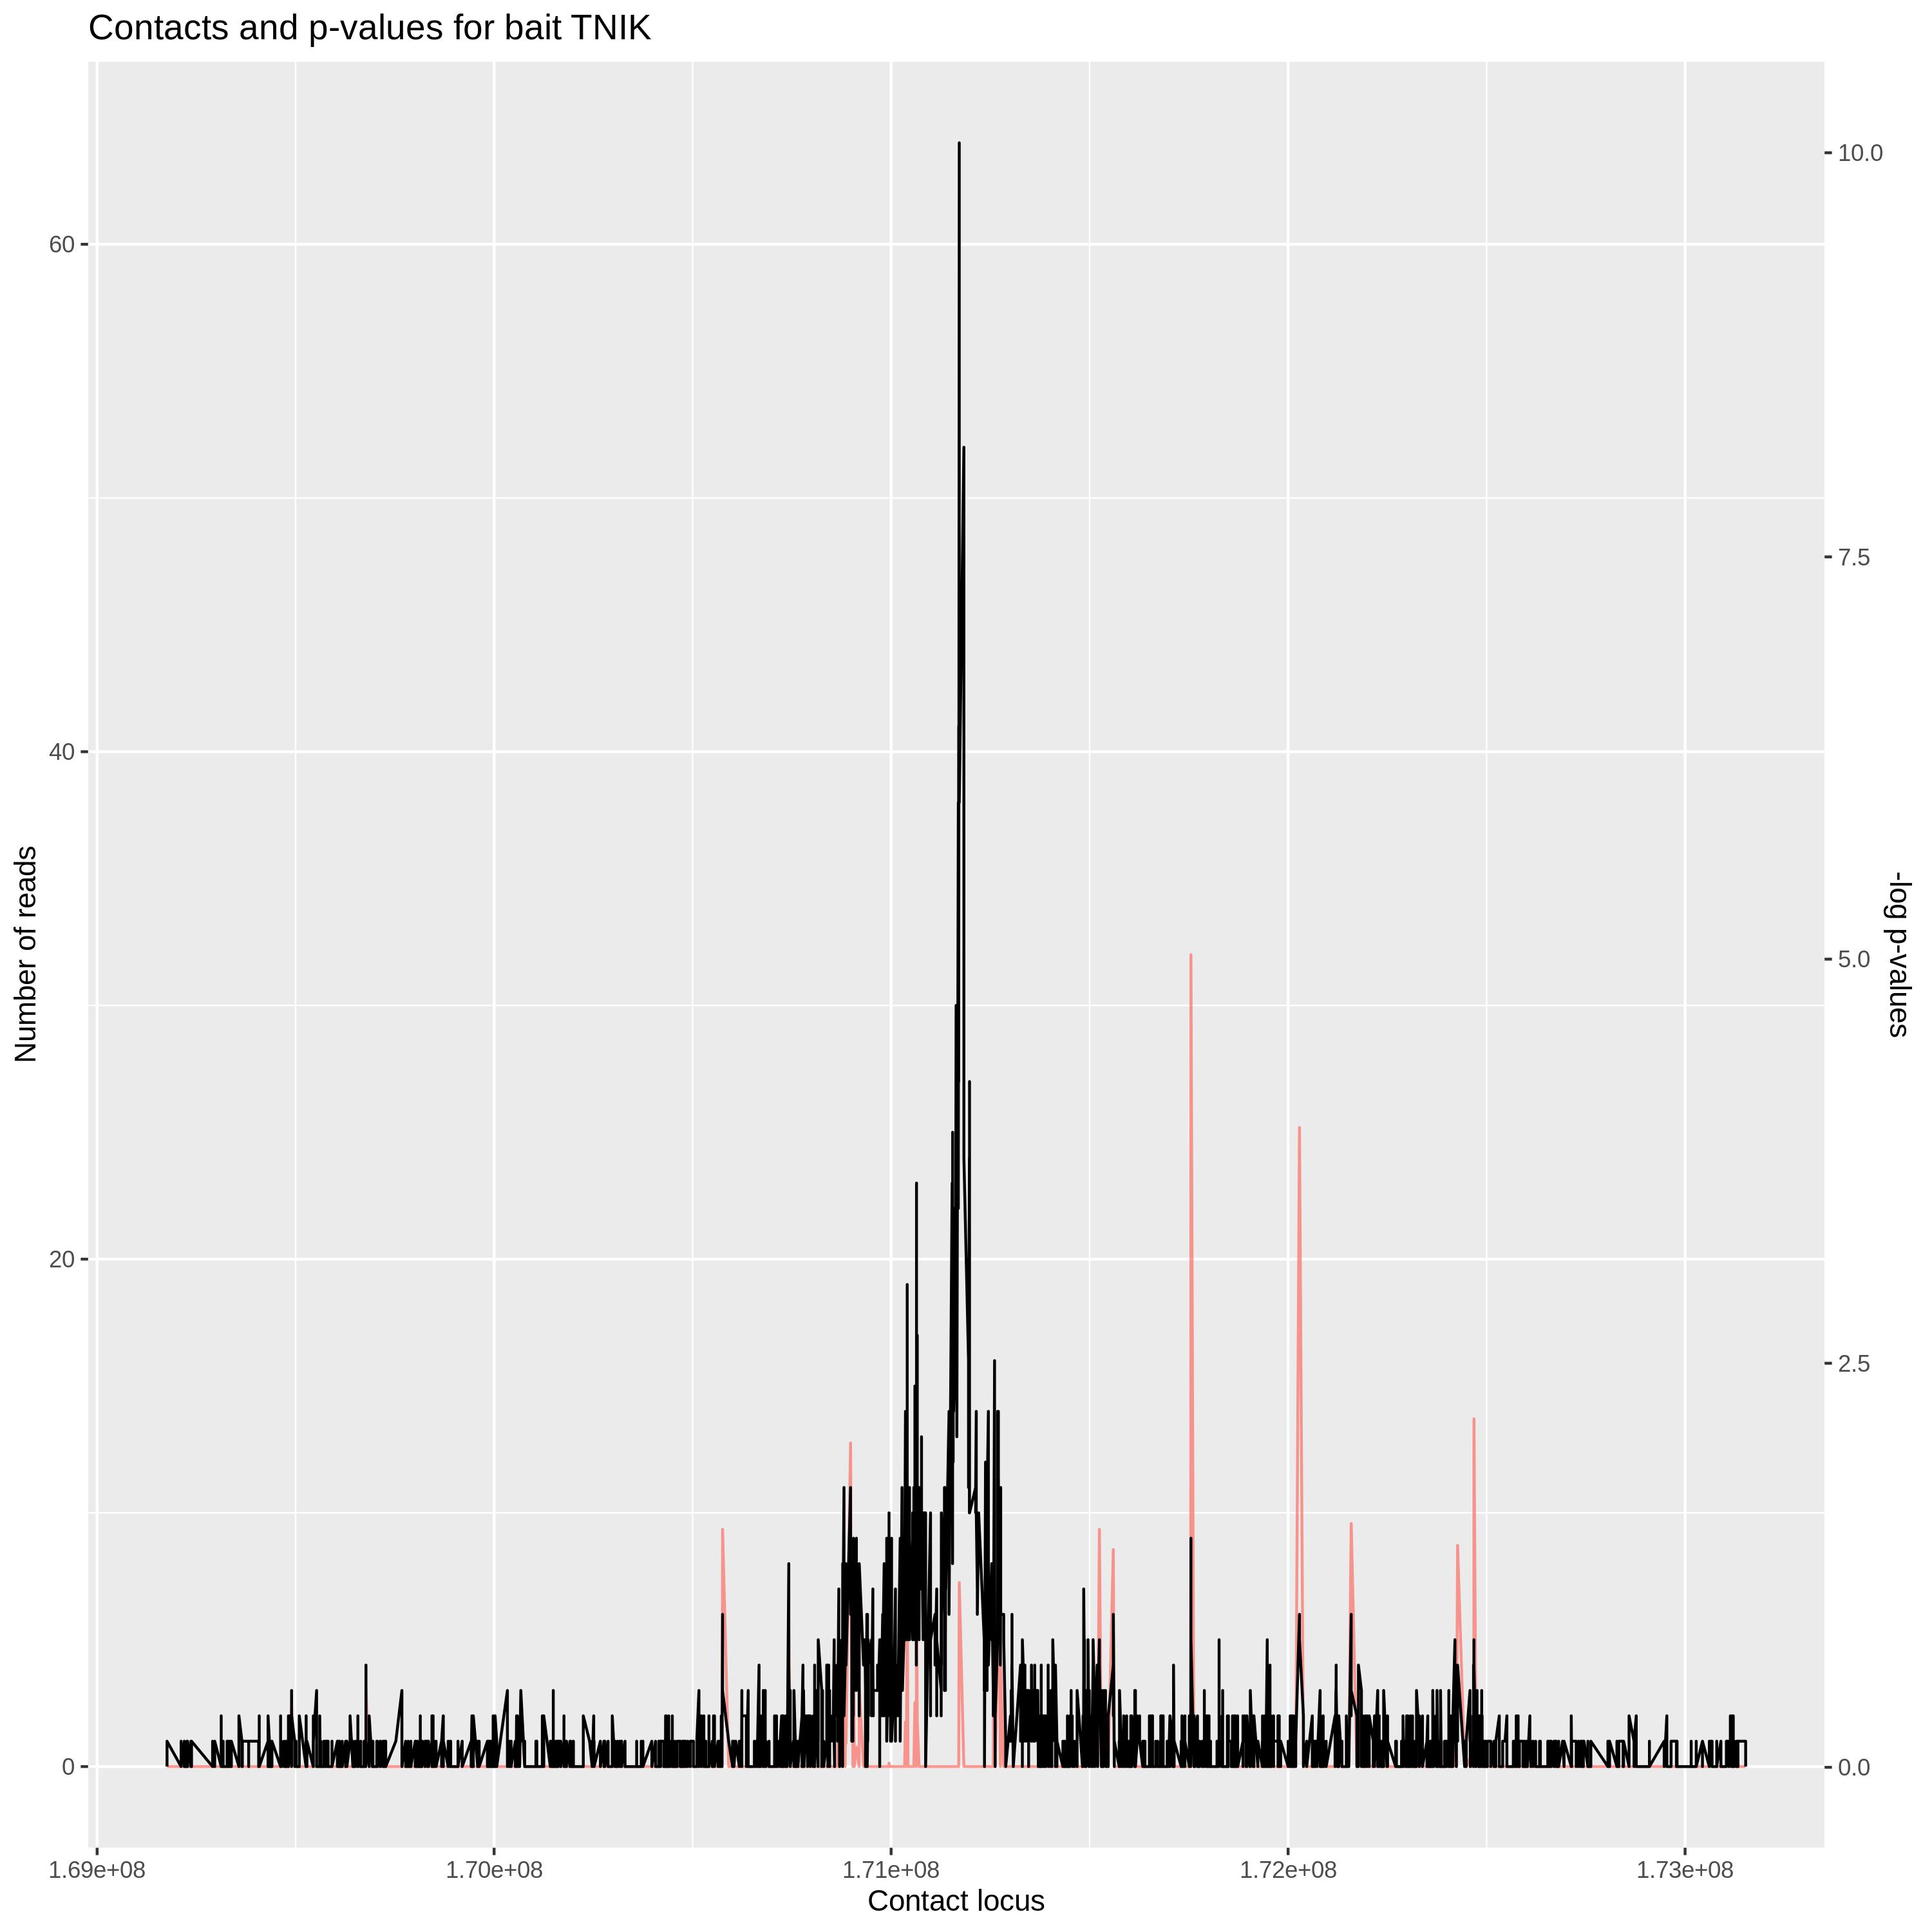 Contacts and p-values for bait TNIK
60
40
20
0
Number of reads
10.0
7.5
5.0
2.5
0.0
-log p-values
1.69e+08
1.70e+08
1.71e+08
1.72e+08
1.73e+08
Contact locus